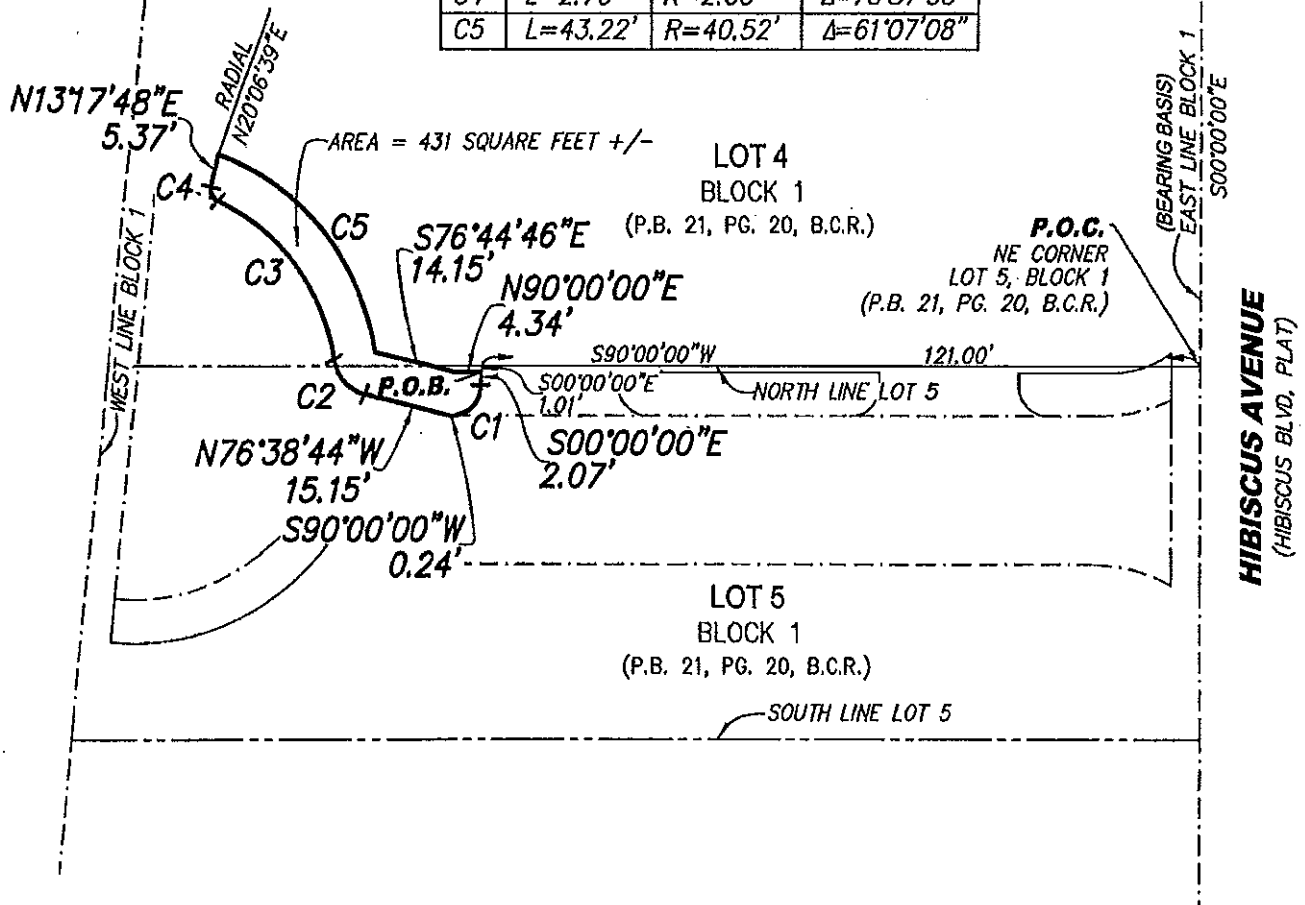 C5 L=43.22' R=40.52' Δ=61°07'08"
RADIAL
N20°06'39"E
N13°17'48"E
5.37'
AREA = 431 SQUARE FEET +/-
LOT 4
BLOCK 1
(P.B. 21, PG. 20, B.C.R.)
(BEARING BASIS)
EAST LINE BLOCK 1
S00°00'00"E
C4
C5
C3
S76°44'46"E
14.15'
N90°00'00"E
4.34'
P.O.C.
NE CORNER
LOT 5, BLOCK 1
(P.B. 21, PG. 20, B.C.R.)
WEST LINE BLOCK 1
HIBISCUS AVENUE
(HIBISCUS BLVD, PLAT)
S90°00'00"W
121.00'
C2
P.O.B.
S00°00'00"E
1.01'
NORTH LINE LOT 5
C1
S00°00'00"E
2.07'
N76°38'44"W
15.15'
S90°00'00"W
0.24'
LOT 5
BLOCK 1
(P.B. 21, PG. 20, B.C.R.)
SOUTH LINE LOT 5